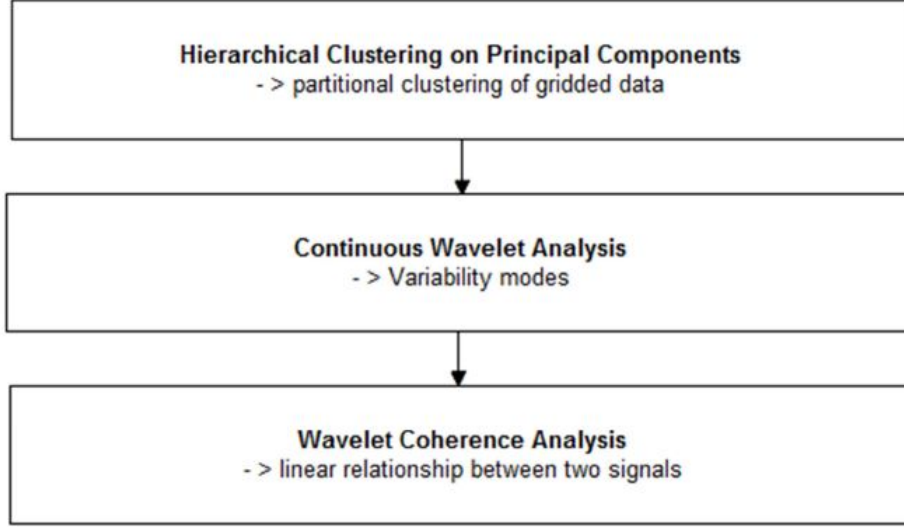 Hierarchical Clustering on Principal Components
- > partitional clustering of gridded data
Continuous Wavelet Analysis
- > Variability modes
Wavelet Coherence Analysis
- > linear relationship between two signals